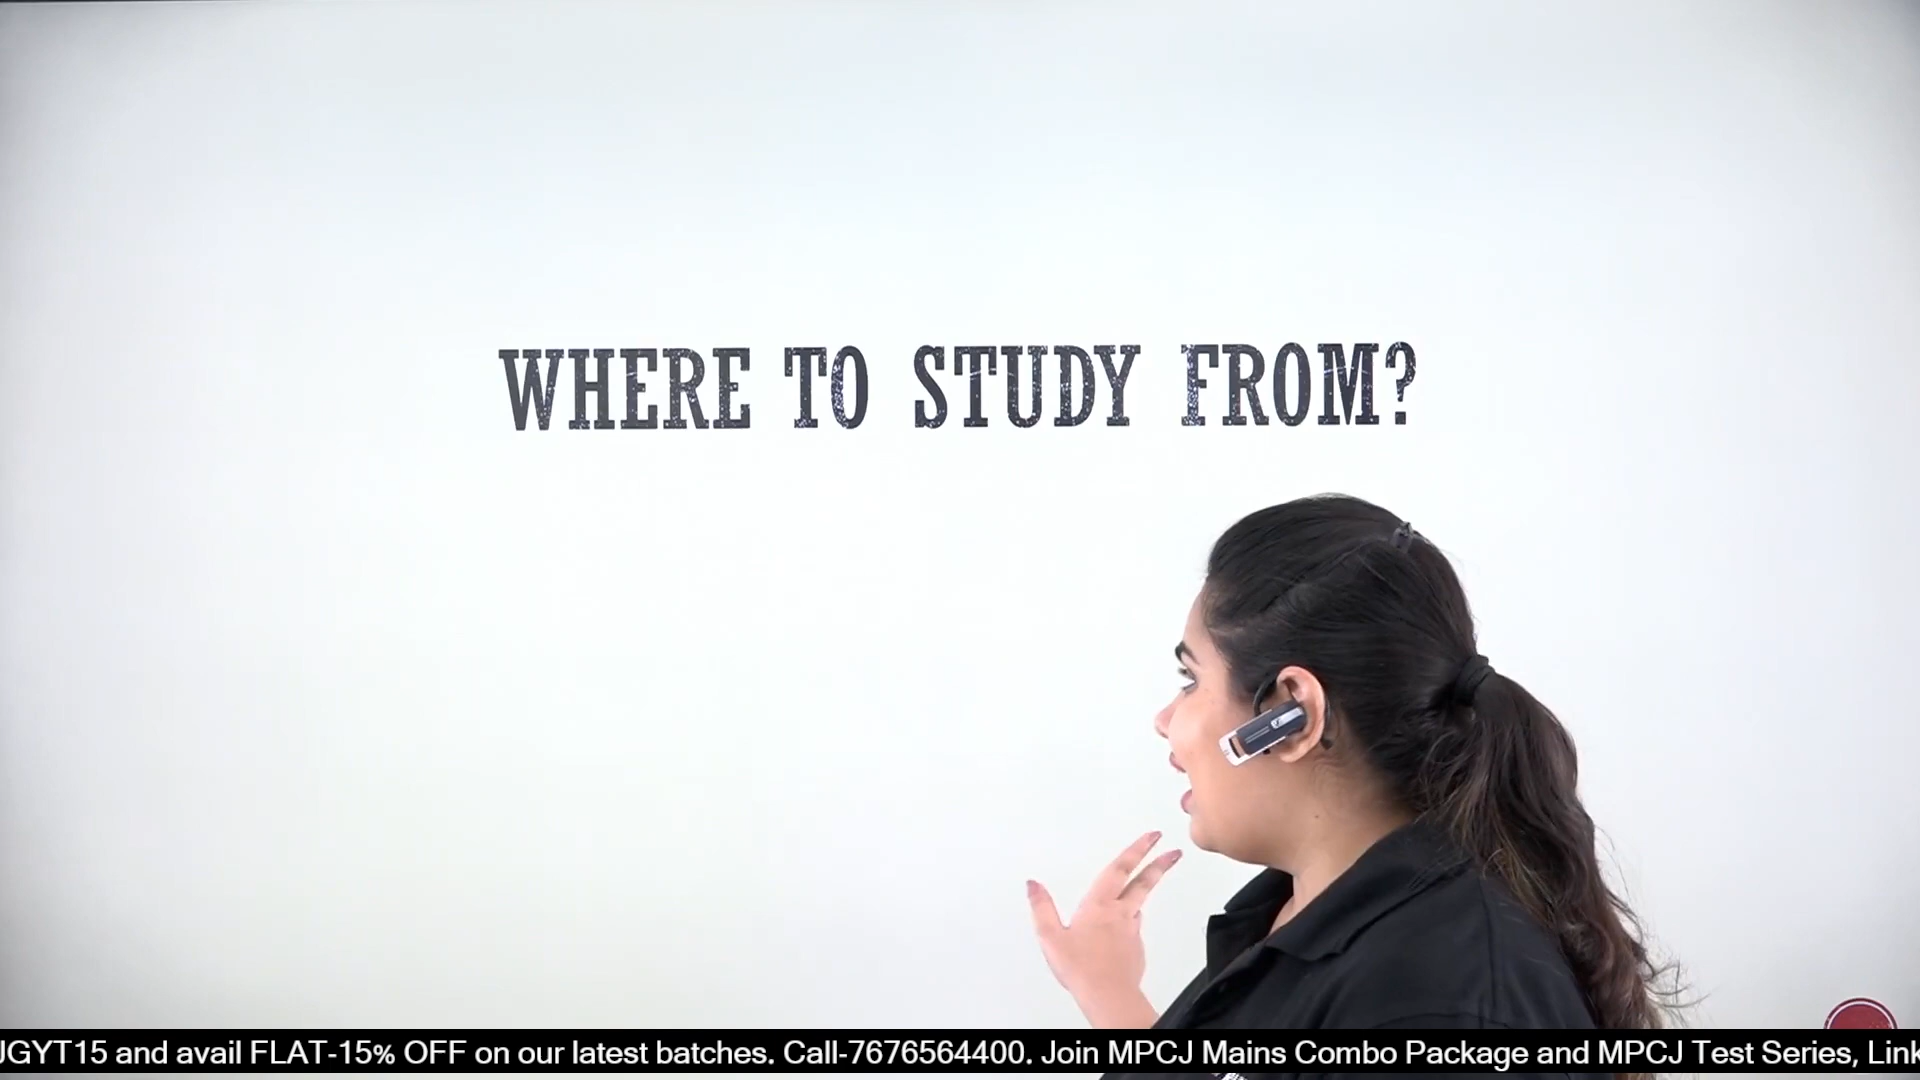 WHERE TO STUDY FROM?
JGYT15 and avail FLAT-15% OFF on our latest batches. Call-7676564400. Join MPCJ Mains Combo Package and MPCJ Test Series, Link